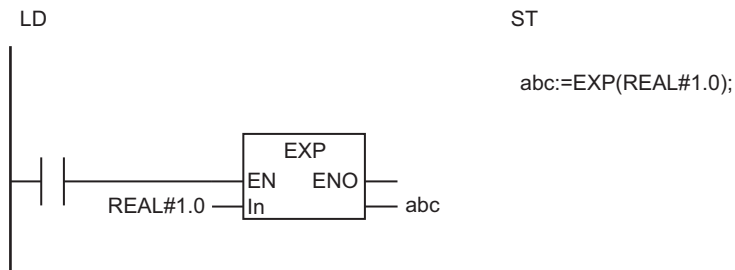 LD
ST
abc:=EXP(REAL#1.0);
EXP
EN ENO
REAL#1.0 In abc